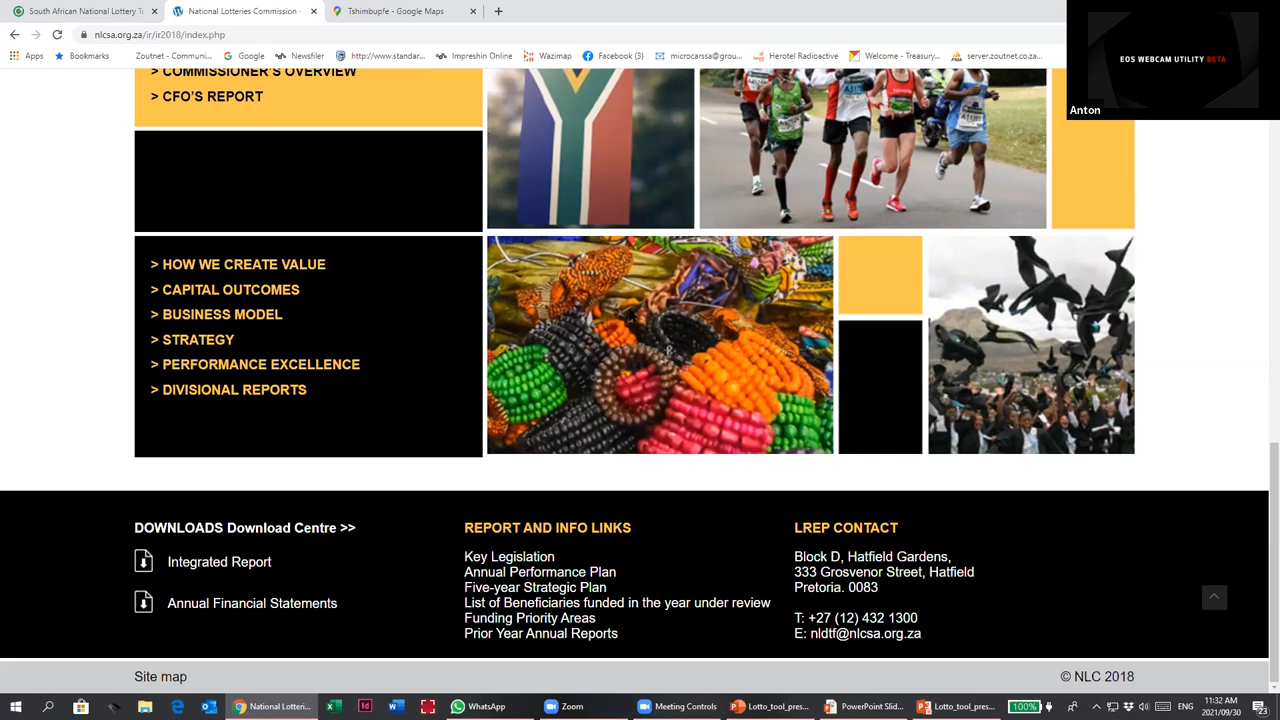 South African National Lottery To
National Lotteries Commission -
Tshimbupfe - Google Maps
nlcsa.org.za/ir/ir2018/index.php
Apps
Bookmarks
Zoutnet - Communi...
Google
Newsfiler
http://www.standar...
Impreshin Online
Wazimap
Facebook (3)
microcarssa@grou...
Herotel Radioactive
Welcome - Treasury...
server.zoutnet.co.za...
EOS WEBCAM UTILITY BETA
Anton
> COMMISSIONER'S OVERVIEW
> CFO'S REPORT
> HOW WE CREATE VALUE
> CAPITAL OUTCOMES
> BUSINESS MODEL
> STRATEGY
> PERFORMANCE EXCELLENCE
> DIVISIONAL REPORTS
DOWNLOADS Download Centre >>
Integrated Report
Annual Financial Statements
REPORT AND INFO LINKS
Key Legislation
Annual Performance Plan
Five-year Strategic Plan
List of Beneficiaries funded in the year under review
Funding Priority Areas
Prior Year Annual Reports
LREP CONTACT
Block D, Hatfield Gardens,
333 Grosvenor Street, Hatfield
Pretoria. 0083
T: +27 (12) 432 1300
E: nldtf@nlcsa.org.za
Site map
© NLC 2018
National Lotteri...
WhatsApp
Zoom
Meeting Controls
Lotto_tool_pres...
PowerPoint Slid...
Lotto_tool_pres...
100%
ENG
11:32 AM
2021/09/30
23